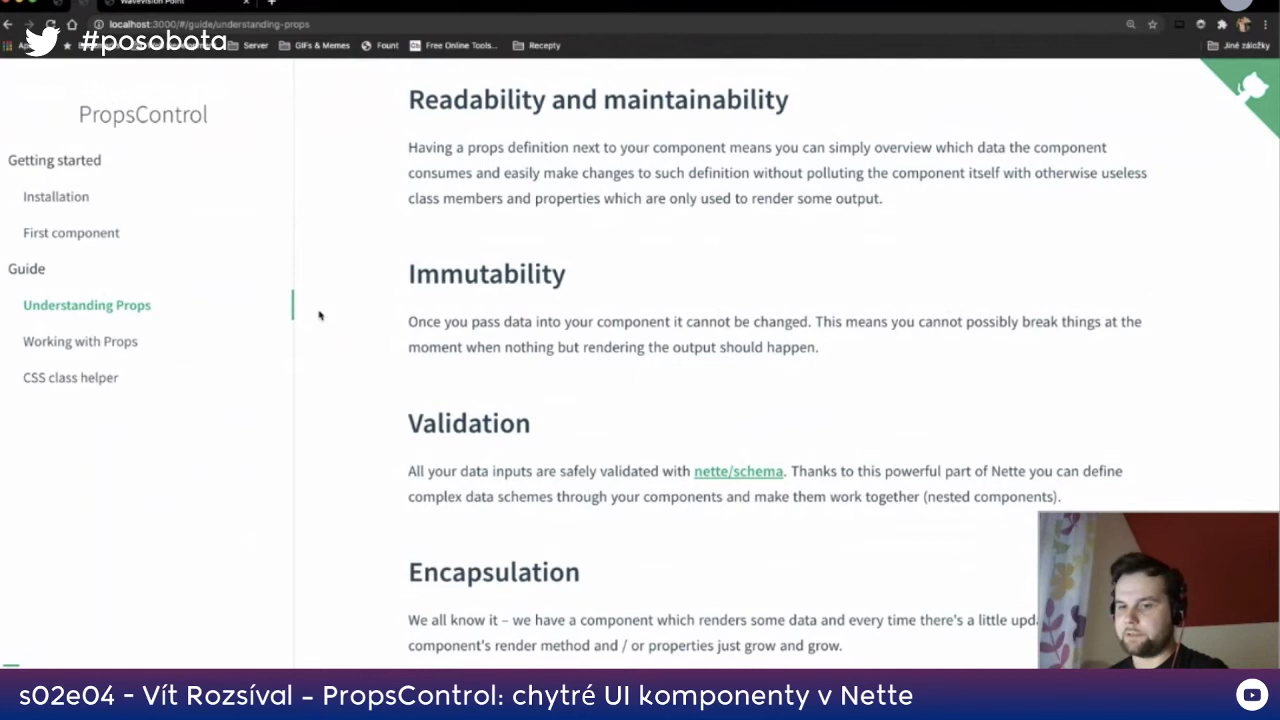 Wavevision Point
localhost:3000/#/guide/understanding-props
#posobota
Server
GIFs & Memes
Fount
Free Online Tools...
Recepty
Jiné záložky
PropsControl
Getting started
Installation
First component
Guide
Understanding Props
Working with Props
CSS class helper
Readability and maintainability
Having a props definition next to your component means you can simply overview which data the component
consumes and easily make changes to such definition without polluting the component itself with otherwise useless
class members and properties which are only used to render some output.
Immutability
Once you pass data into your component it cannot be changed. This means you cannot possibly break things at the
moment when nothing but rendering the output should happen.
Validation
All your data inputs are safely validated with nette/schema. Thanks to this powerful part of Nette you can define
complex data schemes through your components and make them work together (nested components).
Encapsulation
We all know it – we have a component which renders some data and every time there's a little
component's render method and / or properties just grow and grow.
s02e04 - Vít Rozsíval - PropsControl: chytré UI komponenty v Nette